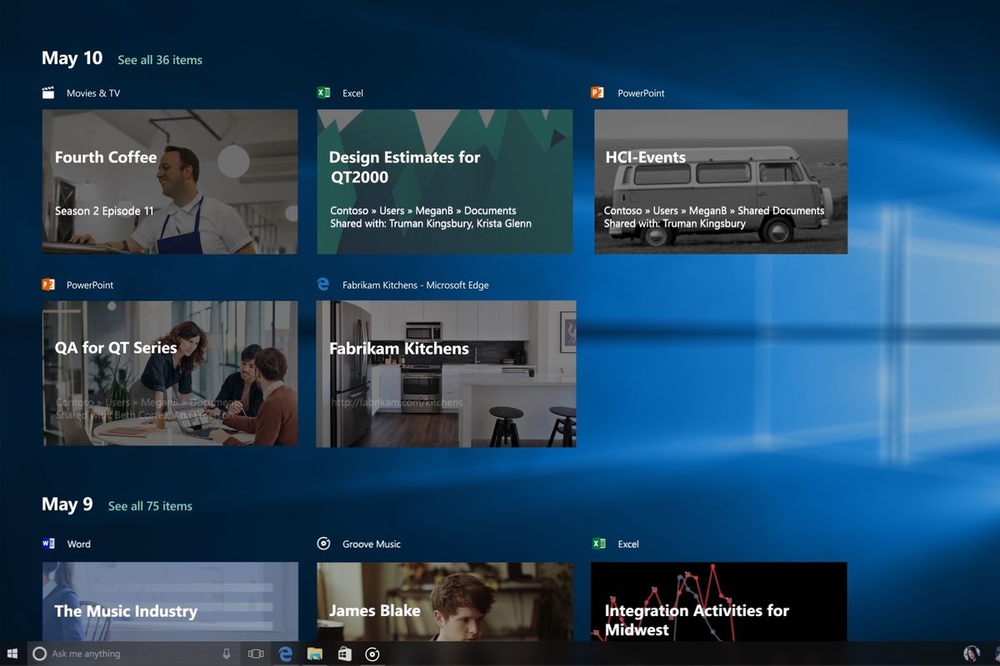 May 10 See all 36 items
Movies & TV
Excel
PowerPoint
Fourth Coffee
Season 2 Episode 11
Design Estimates for
QT2000
Contoso » Users » MeganB » Documents
Shared with: Truman Kingsbury, Krista Glenn
HCI-Events
Contoso » Users » MeganB » Shared Documents
Shared with: Truman Kingsbury
PowerPoint
Fabrikam Kitchens - Microsoft Edge
QA for QT Series
Contoso » Users » MeganB » Documents
Shared with: Beth Cortez, Ana Emerson
Fabrikam Kitchens
http://fabrikam.com/kitchens
May 9 See all 75 items
Word
Groove Music
Excel
The Music Industry
James Blake
Integration Activities for
Midwest
Ask me anything